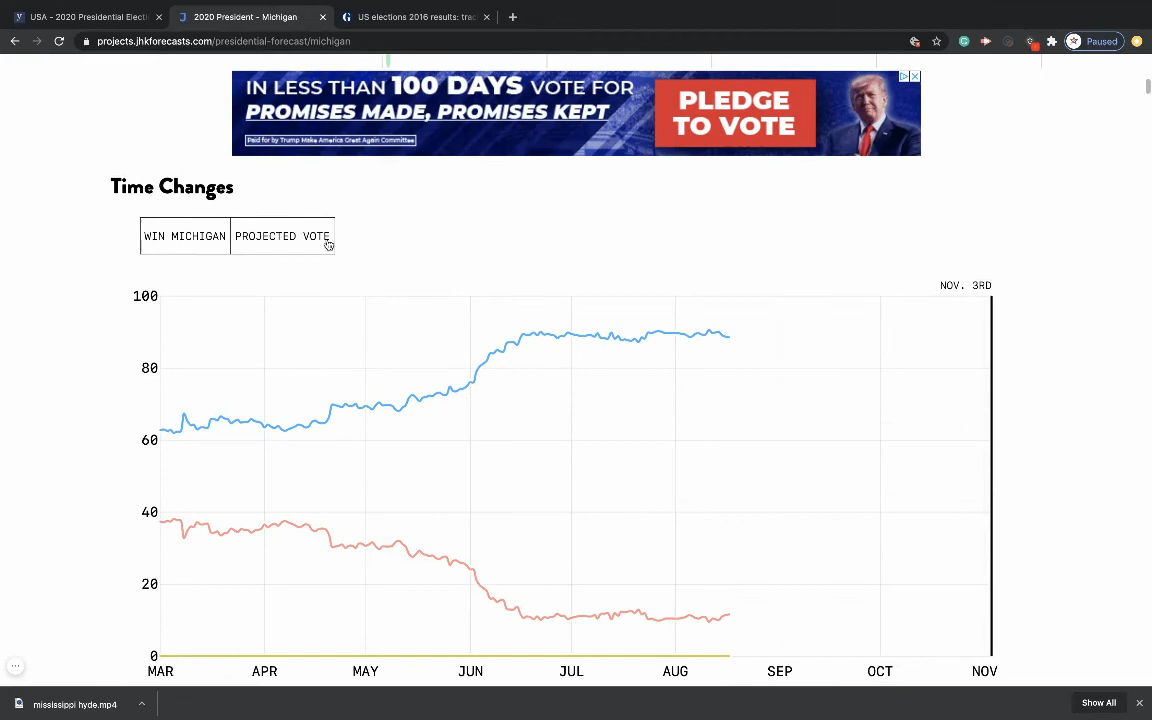 USA - 2020 Presidential Electi
2020 President - Michigan
US elections 2016 results: trac
projects.jhkforecasts.com/presidential-forecast/michigan
Paused
IN LESS THAN 100 DAYS VOTE FOR
PROMISES MADE, PROMISES KEPT
Paid for by Trump Make America Great Again Committee
PLEDGE
TO VOTE
Time Changes
WIN MICHIGAN
PROJECTED VOTE
NOV. 3RD
100
80
60
40
20
0
MAR APR MAY JUN JUL AUG SEP OCT NOV
mississippi hyde.mp4
Show All